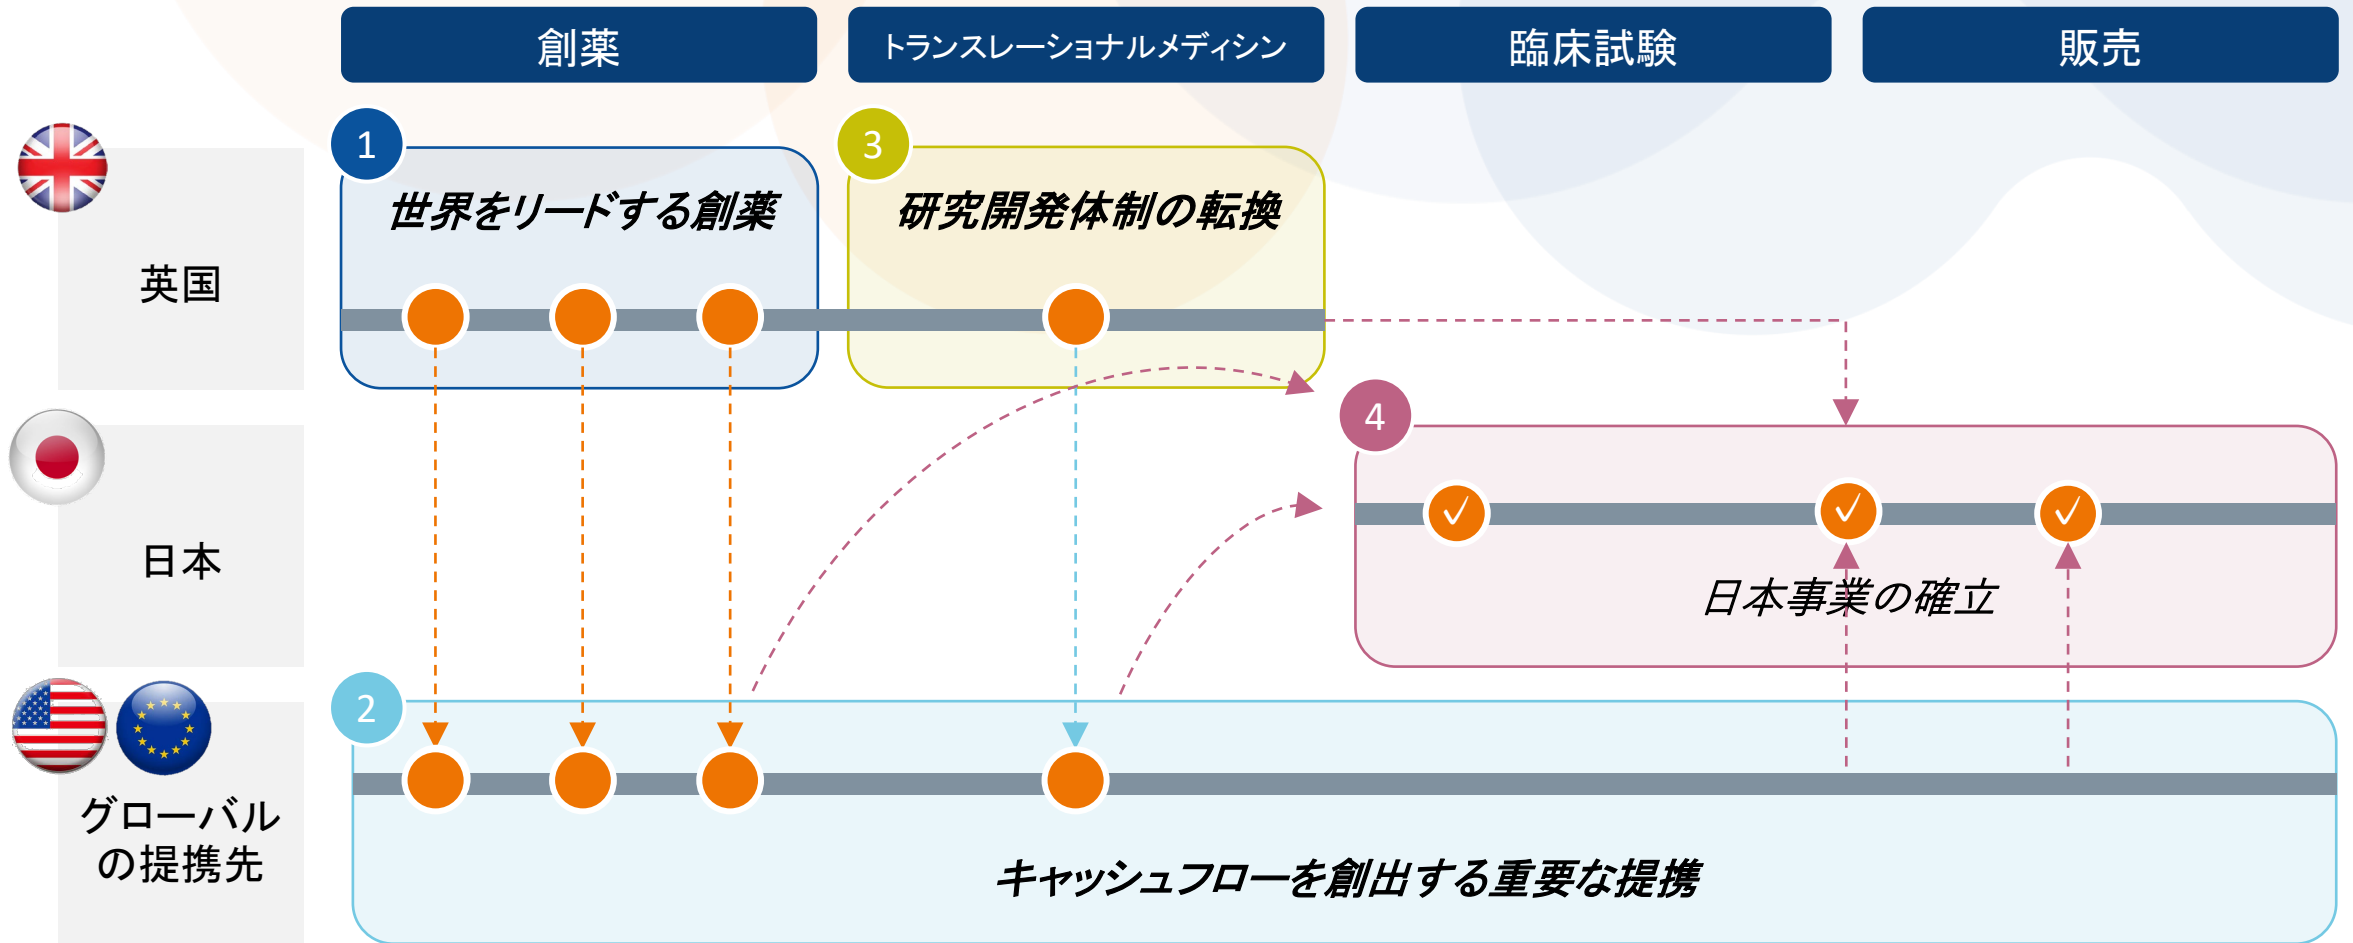 創薬
トランスレーショナルメディシン
臨床試験
販売
1
3
世界をリードする創薬
研究開発体制の転換
英国
4
日本
日本事業の確立
2
グローバル
の提携先
キャッシュフローを創出する重要な提携